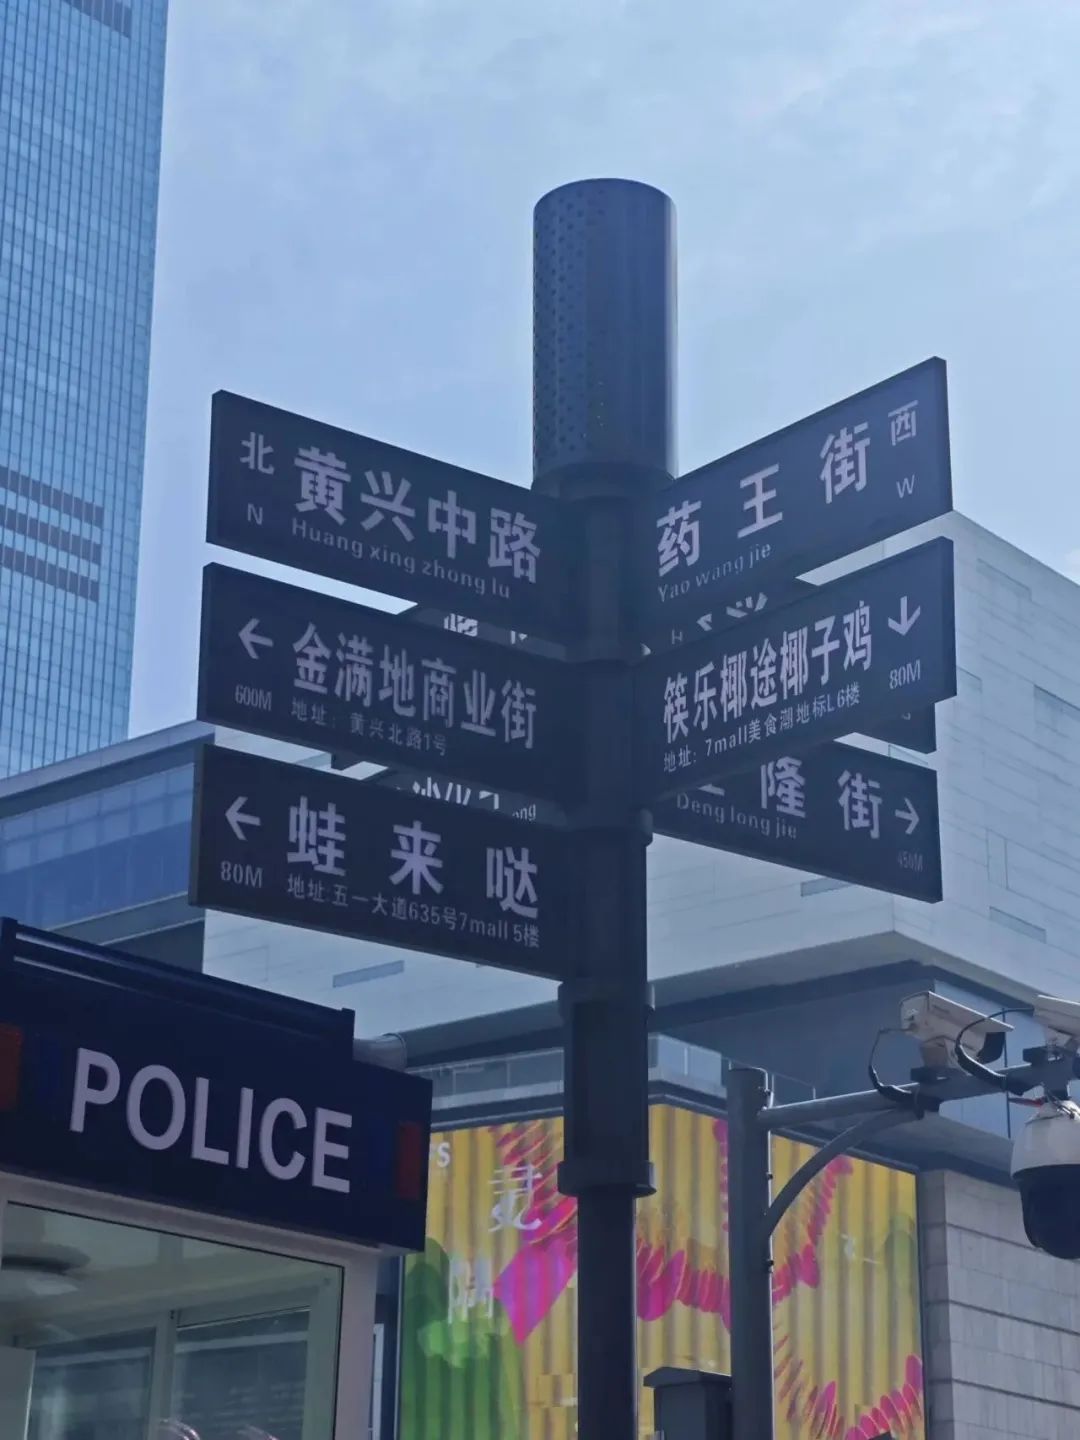 北
N
黄兴中路
Huang xing zhong lu
金满地商业街
600M
地址：黄兴北路1号
蛙来哒
80M
地址:五一大道635号7mall 5楼
西
W
药王街
Yao wang jie
筷乐椰途椰子鸡
80M
地址：7mall美食潮地标L6楼
隆街
Deng long jie
450M
POLICE